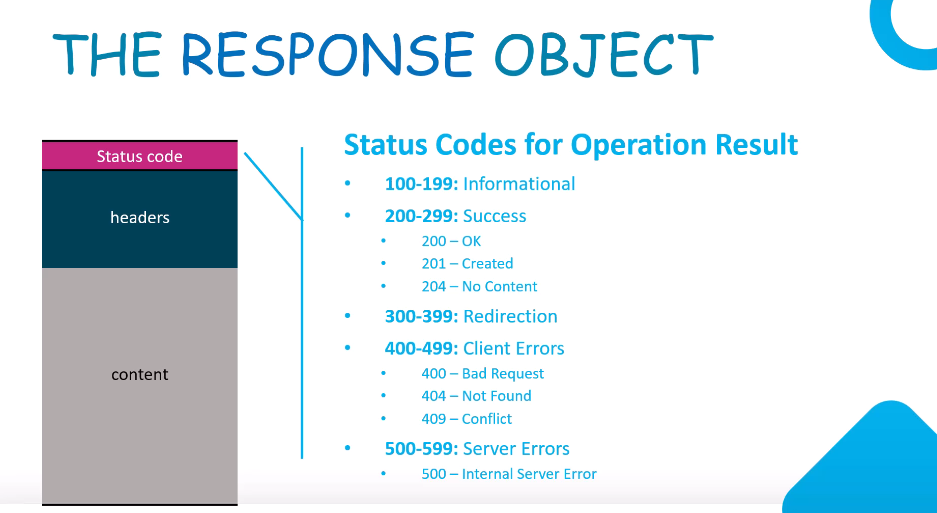 THE RESPONSE OBJECT
Status code
headers
content
Status Codes for Operation Result
• 100-199: Informational
• 200-299: Success
• 200 – OK
• 201 – Created
• 204 – No Content
• 300-399: Redirection
• 400-499: Client Errors
• 400 – Bad Request
• 404 – Not Found
• 409 – Conflict
• 500-599: Server Errors
• 500 – Internal Server Error